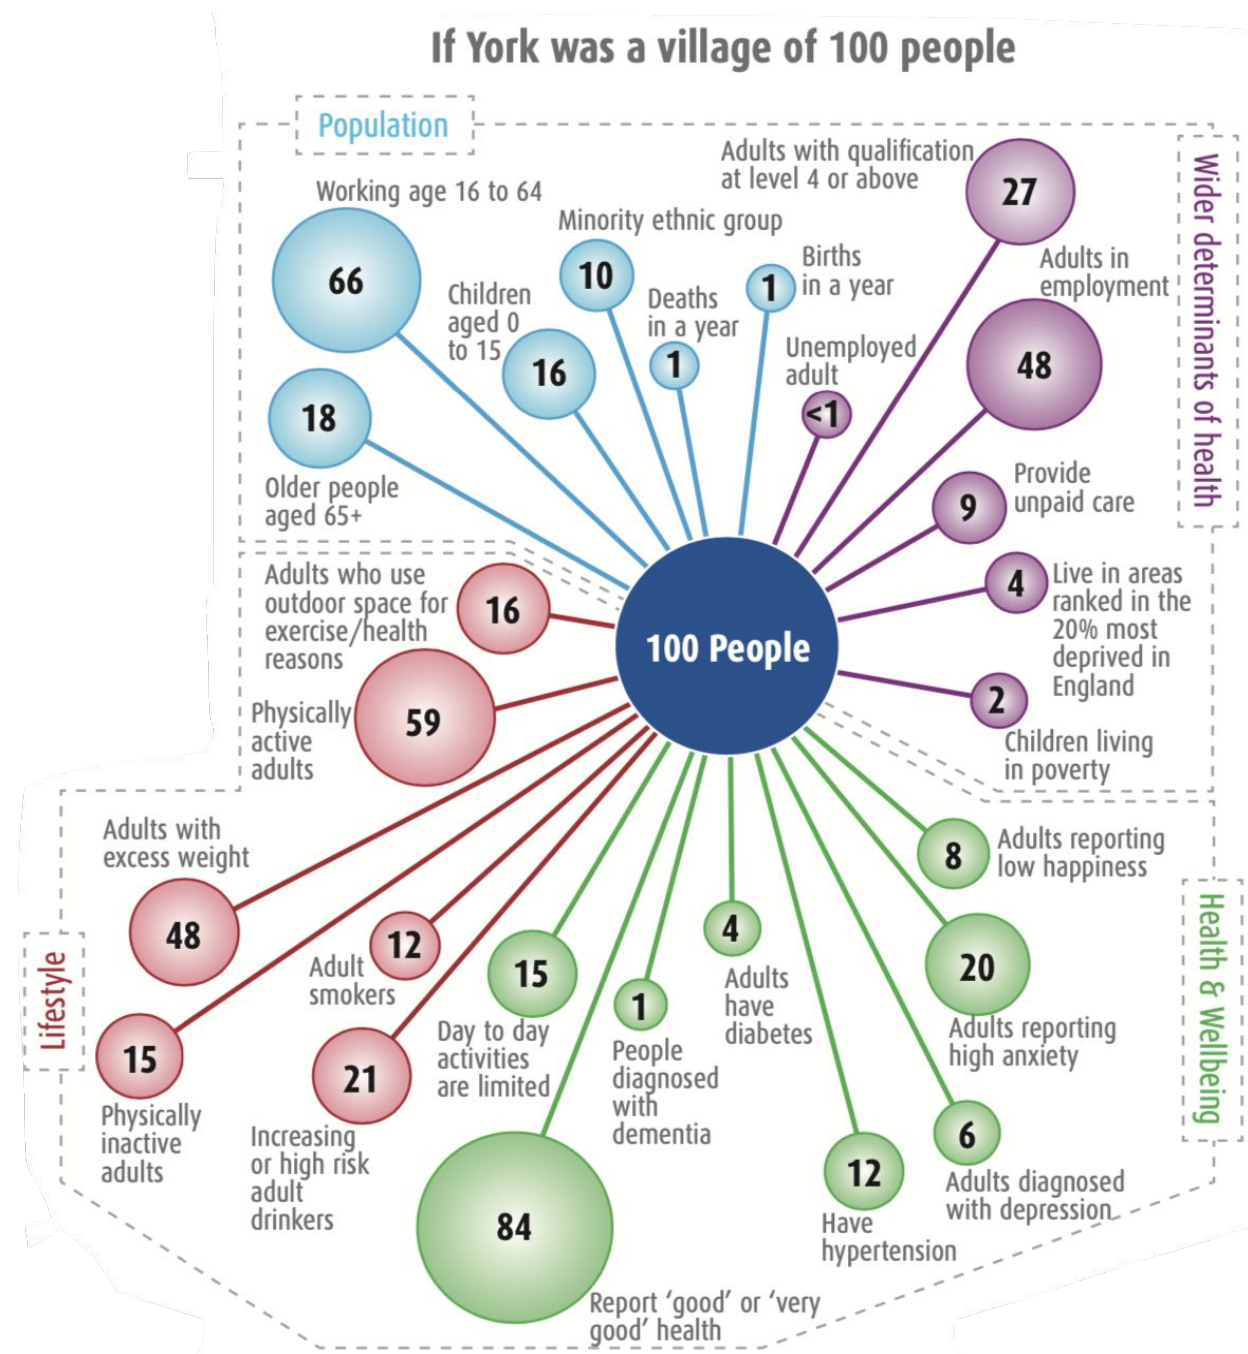 If York was a village of 100 people
Population
Working age 16 to 64
66
18
Older people
aged 65+
Children
aged 0
to 15
16
Minority ethnic group
10
Deaths
in a year
1
Births
in a year
1
Wider determinants of health
Adults with qualification
at level 4 or above
27
Adults in
employment
48
Unemployed
adult
<1
Provide
unpaid care
9
4
Live in areas
ranked in the
20% most
deprived in
England
2
Children living
in poverty
100 People
Adults who use
outdoor space for
exercise/health
reasons
16
Physically
active
adults
59
Adults with
excess weight
48
Lifestyle
15
Physically
inactive
adults
12
Adult
smokers
21
Increasing
or high risk
adult
drinkers
15
Day to day
activities
are limited
84
Report ‘good’ or ‘very
good’ health
1
People
diagnosed
with
dementia
4
Adults
have
diabetes
12
Have
hypertension
6
Adults diagnosed
with depression
20
Adults reporting
high anxiety
8
Adults reporting
low happiness
Health & Wellbeing